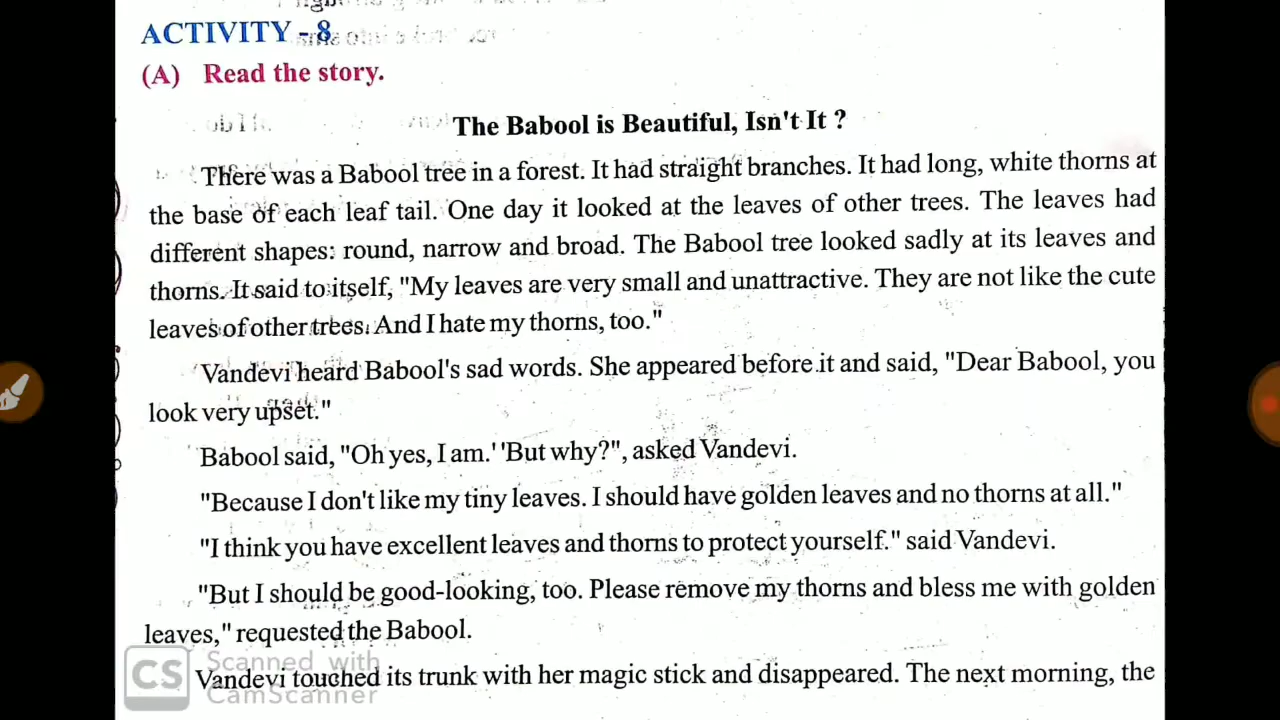 ACTIVITY - 8
(A) Read the story.
The Babool is Beautiful, Isn't It ?
There was a Babool tree in a forest. It had straight branches. It had long, white thorns at
the base of each leaf tail. One day it looked at the leaves of other trees. The leaves had
different shapes: round, narrow and broad. The Babool tree looked sadly at its leaves and
thorns. It said to itself, "My leaves are very small and unattractive. They are not like the cute
leaves of other trees. And I hate my thorns, too."
Vandevi heard Babool's sad words. She appeared before it and said, "Dear Babool, you
look very upset."
Babool said, "Oh yes, I am.' 'But why?", asked Vandevi.
"Because I don't like my tiny leaves. I should have golden leaves and no thorns at all."
"I think you have excellent leaves and thorns to protect yourself." said Vandevi.
"But I should be good-looking, too. Please remove my thorns and bless me with golden
leaves," requested the Babool.
Vandevi touched its trunk with her magic stick and disappeared. The next morning, the
CS Scanned with
CamScanner